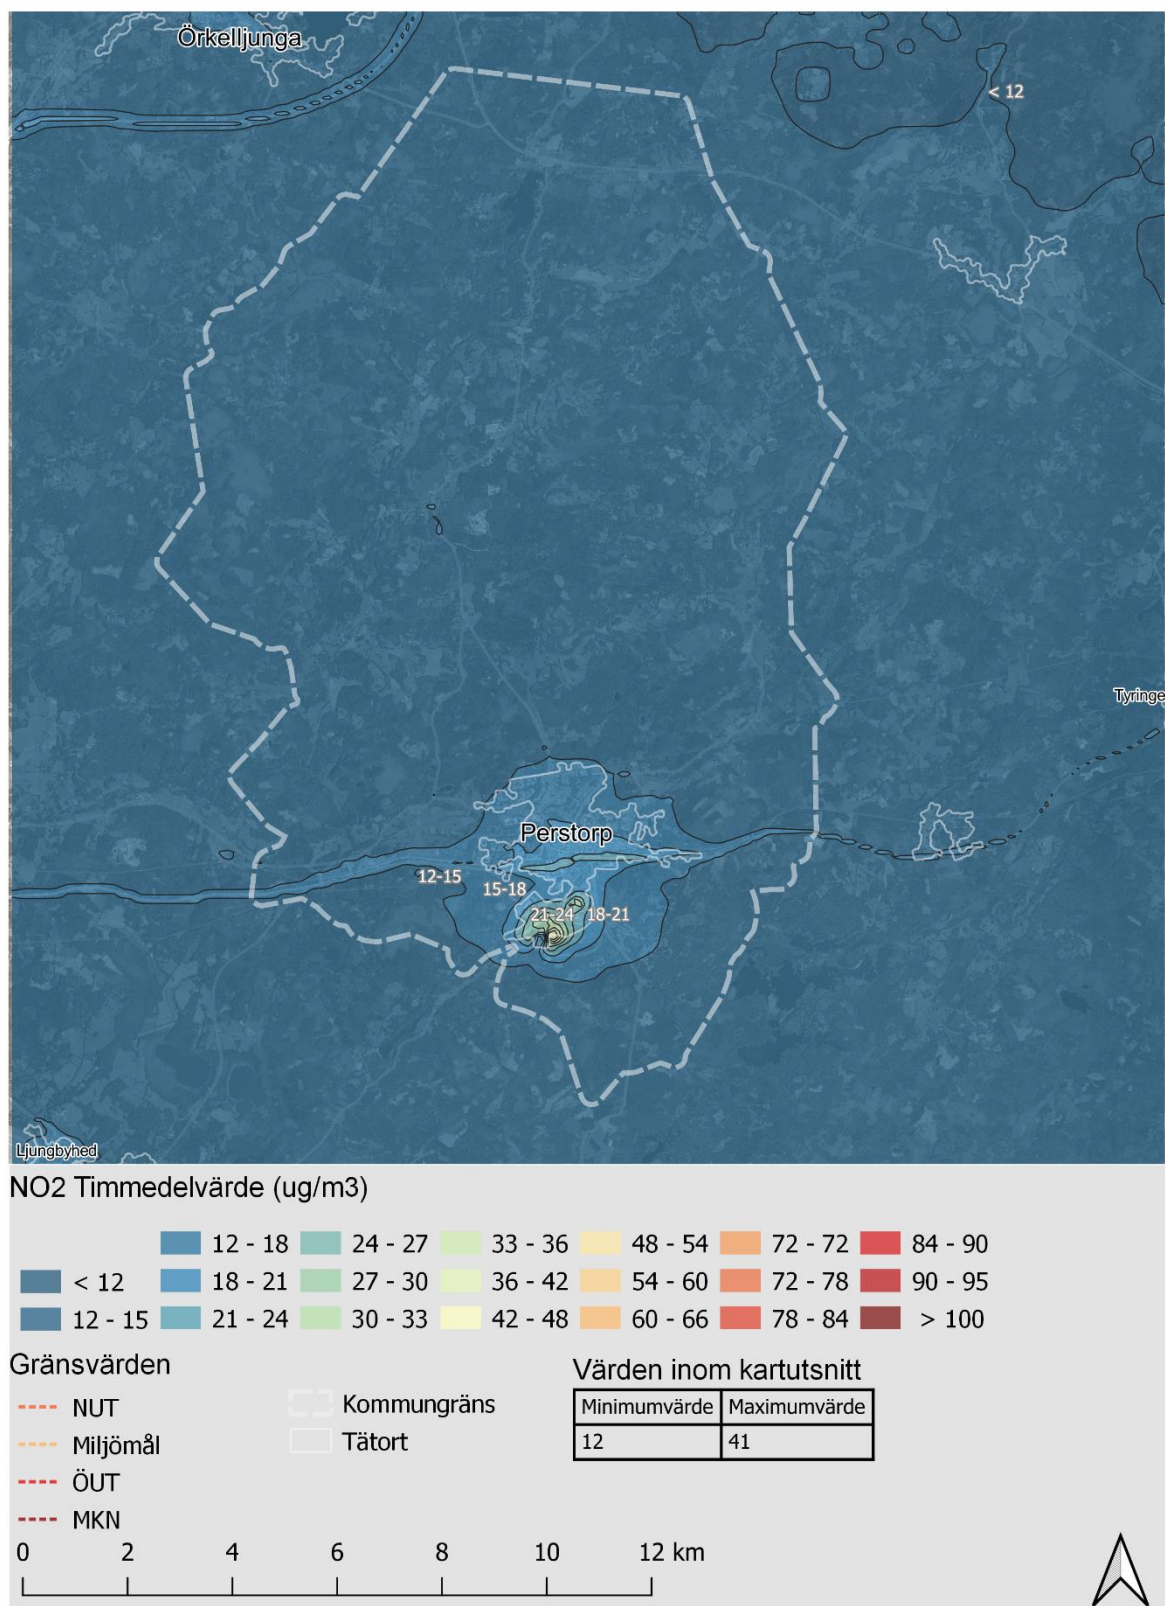 Örkelljunga
< 12
Tyringe
Perstorp
12-15
15-18
21-24
18-21
Ljungbyhed
NO2 Timmedelvärde (ug/m3)
12 - 18 24 - 27 33 - 36 48 - 54 72 - 72 84 - 90
< 12 18 - 21 27 - 30 36 - 42 54 - 60 72 - 78 90 - 95
12 - 15 21 - 24 30 - 33 42 - 48 60 - 66 78 - 84 > 100
Gränsvärden
NUT
Miljömål
ÖUT
MKN
Kommungräns
Tätort
Värden inom kartutsnitt
Minimumvärde Maximumvärde
12 41
0 2 4 6 8 10 12 km